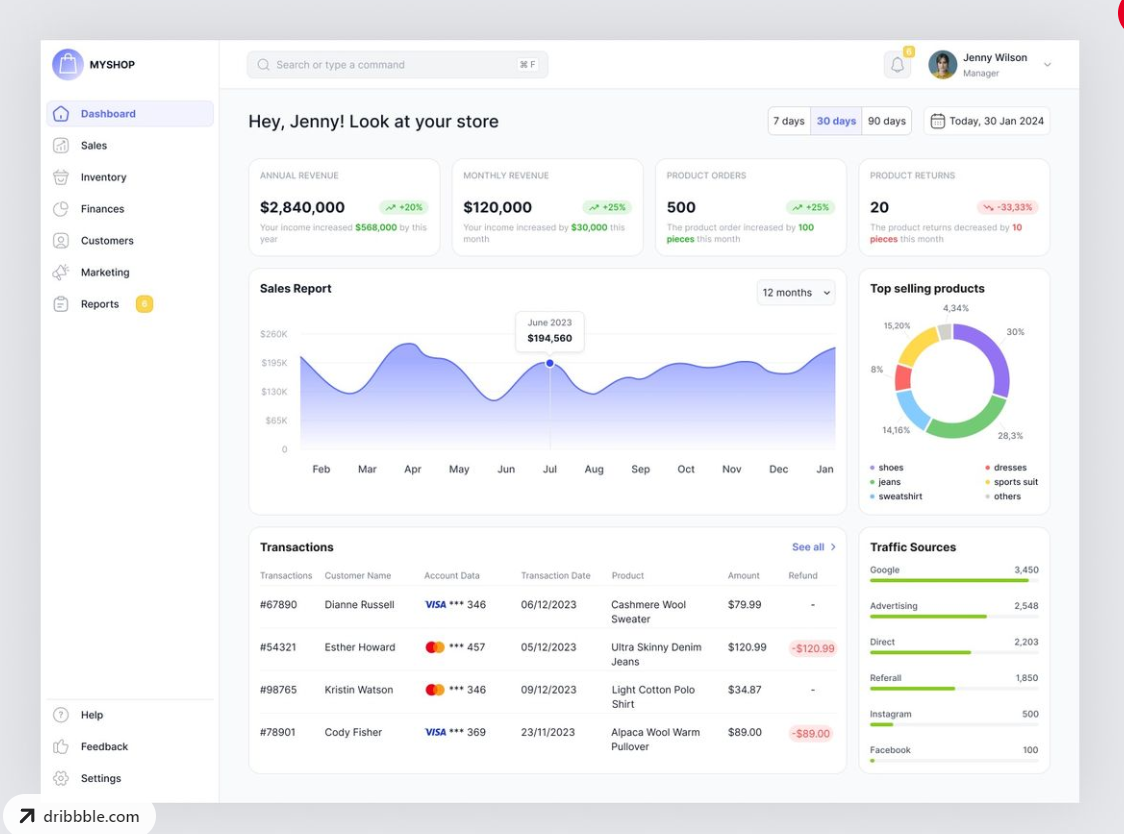 MYSHOP
Search or type a command
⌘ F
6
Jenny Wilson
Manager
Dashboard
Sales
Inventory
Finances
Customers
Marketing
Reports
6
Help
Feedback
Settings
Hey, Jenny! Look at your store
7 days 30 days 90 days
Today, 30 Jan 2024
ANNUAL REVENUE
$2,840,000 +20%
Your income increased $568,000 by this
year
MONTHLY REVENUE
$120,000 +25%
Your income increased by $30,000 this
month
PRODUCT ORDERS
500 +25%
The product order increased by 100
pieces this month
PRODUCT RETURNS
20 -33,33%
The product returns decreased by 10
pieces this month
Sales Report
12 months
June 2023
$194,560
$260K
$195K
$130K
$65K
0
Feb Mar Apr May Jun Jul Aug Sep Oct Nov Dec Jan
Top selling products
4,34%
30%
15,20%
8%
14,16%
28,3%
shoes dresses
jeans sports suit
sweatshirt others
Transactions
See all
Transactions Customer Name Account Data Transaction Date Product Amount Refund
#67890 Dianne Russell VISA *** 346 06/12/2023 Cashmere Wool $79.99 -
Sweater
#54321 Esther Howard *** 457 05/12/2023 Ultra Skinny Denim $120.99 -$120.99
Jeans
#98765 Kristin Watson *** 346 09/12/2023 Light Cotton Polo $34.87 -
Shirt
#78901 Cody Fisher VISA *** 369 23/11/2023 Alpaca Wool Warm $89.00 -$89.00
Pullover
Traffic Sources
Google 3,450
Advertising 2,548
Direct 2,203
Referall 1,850
Instagram 500
Facebook 100
dribbble.com